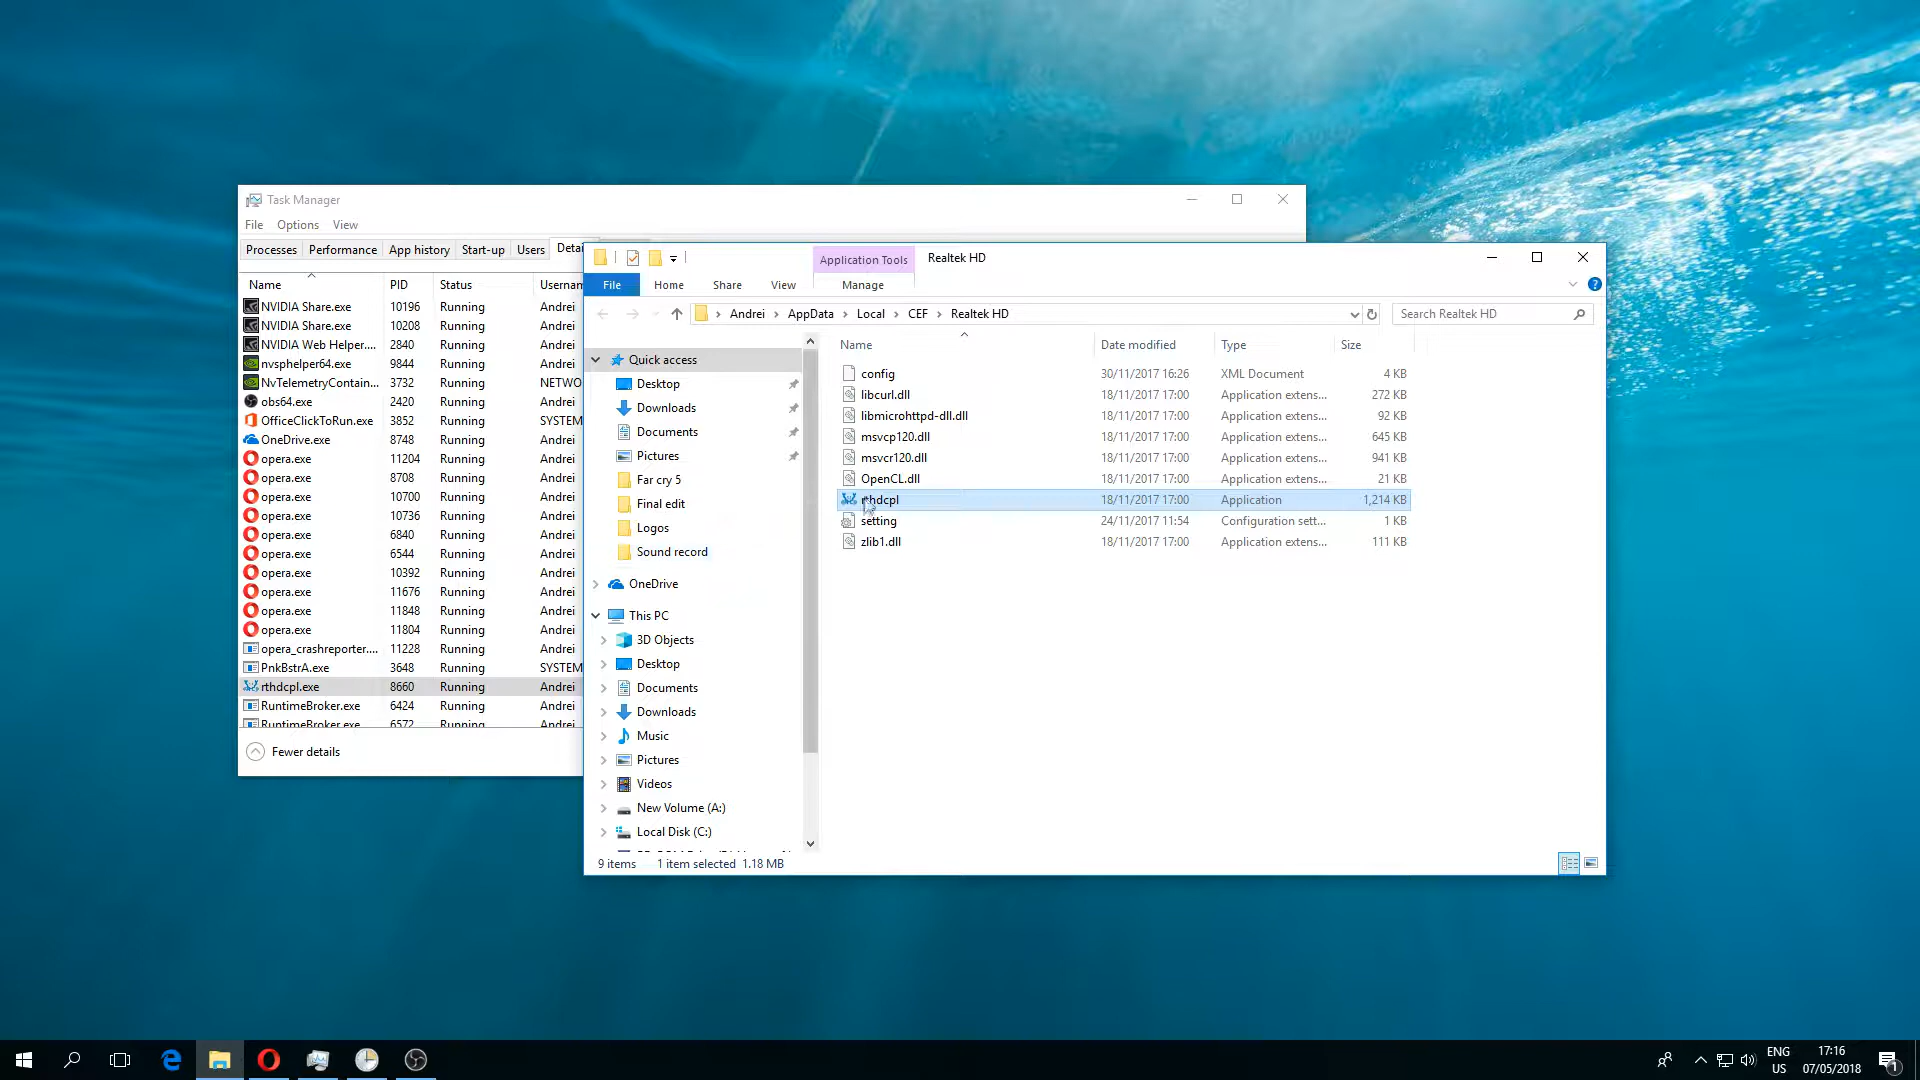 Task Manager
File Options View
Processes Performance App history Start-up Users Detai
Name PID Status Usernam
NVIDIA Share.exe 10196 Running Andrei
NVIDIA Share.exe 10208 Running Andrei
NVIDIA Web Helper.... 2840 Running Andrei
nvsphelper64.exe 9844 Running Andrei
NvTelemetryContain... 3732 Running NETWO
obs64.exe 2420 Running Andrei
OfficeClickToRun.exe 3852 Running SYSTEM
OneDrive.exe 8748 Running Andrei
opera.exe 11204 Running Andrei
opera.exe 8708 Running Andrei
opera.exe 10700 Running Andrei
opera.exe 10736 Running Andrei
opera.exe 6840 Running Andrei
opera.exe 6544 Running Andrei
opera.exe 10392 Running Andrei
opera.exe 11676 Running Andrei
opera.exe 11848 Running Andrei
opera.exe 11804 Running Andrei
opera_crashreporter.... 11228 Running Andrei
PnkBstrA.exe 3648 Running SYSTEM
rthdcpl.exe 8660 Running Andrei
RuntimeBroker.exe 6424 Running Andrei
RuntimeBroker.exe 6572 Running Andrei
Fewer details
Application Tools Realtek HD
File Home Share View Manage
Andrei AppData Local CEF Realtek HD
Search Realtek HD
Quick access
Desktop
Downloads
Documents
Pictures
Far cry 5
Final edit
Logos
Sound record
OneDrive
This PC
3D Objects
Desktop
Documents
Downloads
Music
Pictures
Videos
New Volume (A:)
Local Disk (C:)
Name Date modified Type Size
config 30/11/2017 16:26 XML Document 4 KB
libcurl.dll 18/11/2017 17:00 Application extens... 272 KB
libmicrohttpd-dll.dll 18/11/2017 17:00 Application extens... 92 KB
msvcp120.dll 18/11/2017 17:00 Application extens... 645 KB
msvcr120.dll 18/11/2017 17:00 Application extens... 941 KB
OpenCL.dll 18/11/2017 17:00 Application extens... 21 KB
rthdcpl 18/11/2017 17:00 Application 1,214 KB
setting 24/11/2017 11:54 Configuration sett... 1 KB
zlib1.dll 18/11/2017 17:00 Application extens... 111 KB
9 items 1 item selected 1.18 MB
ENG
US
17:16
07/05/2018
1